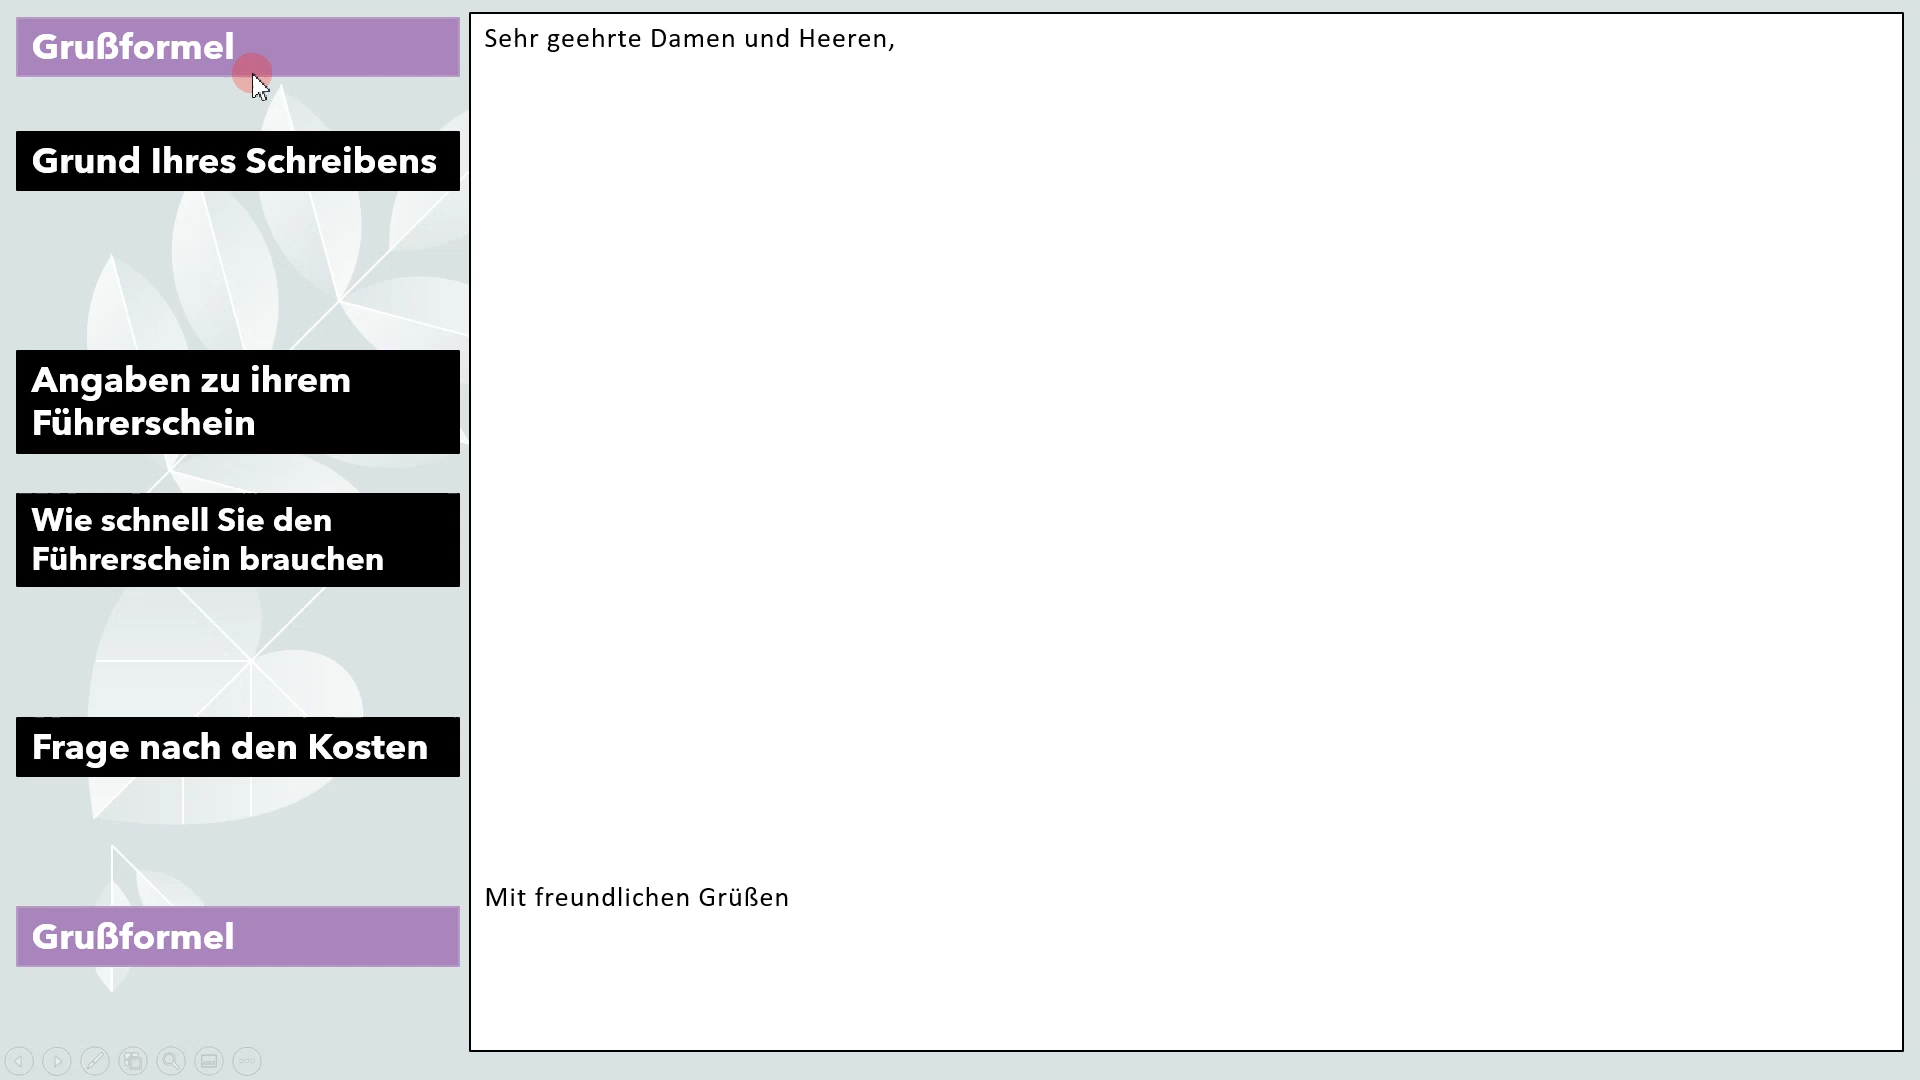 Grußformel
Sehr geehrte Damen und Heeren,
Grund Ihres Schreibens
Angaben zu ihrem
Führerschein
Wie schnell Sie den
Führerschein brauchen
Frage nach den Kosten
Mit freundlichen Grüßen
Grußformel